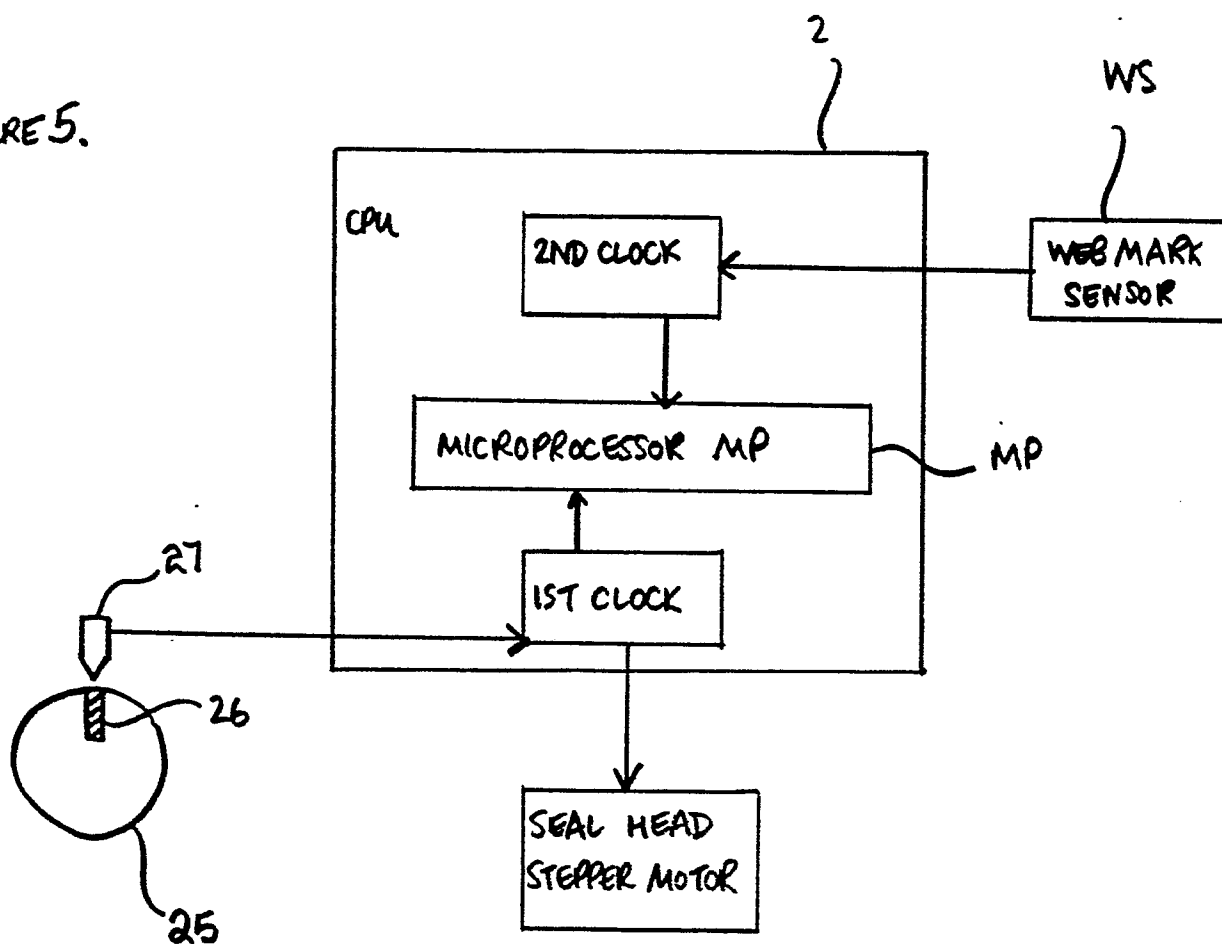 2
WS
RE 5.
CPU
2ND CLOCK
WEB MARK
SENSOR
MICROPROCESSOR MP
MP
27
1ST CLOCK
26
SEAL HEAD
STEPPER MOTOR
25